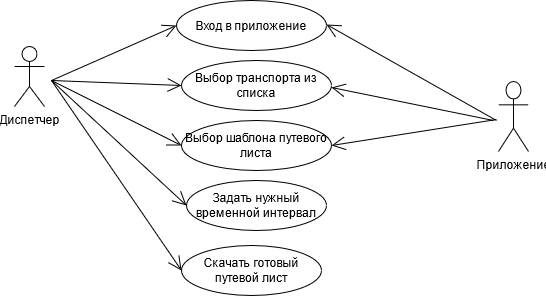 Вход в приложение
Выбор транспорта из
списка
Диспетчер
Выбор шаблона путевого
листа
Приложение
Задать нужный
временной интервал
Скачать готовый
путевой лист